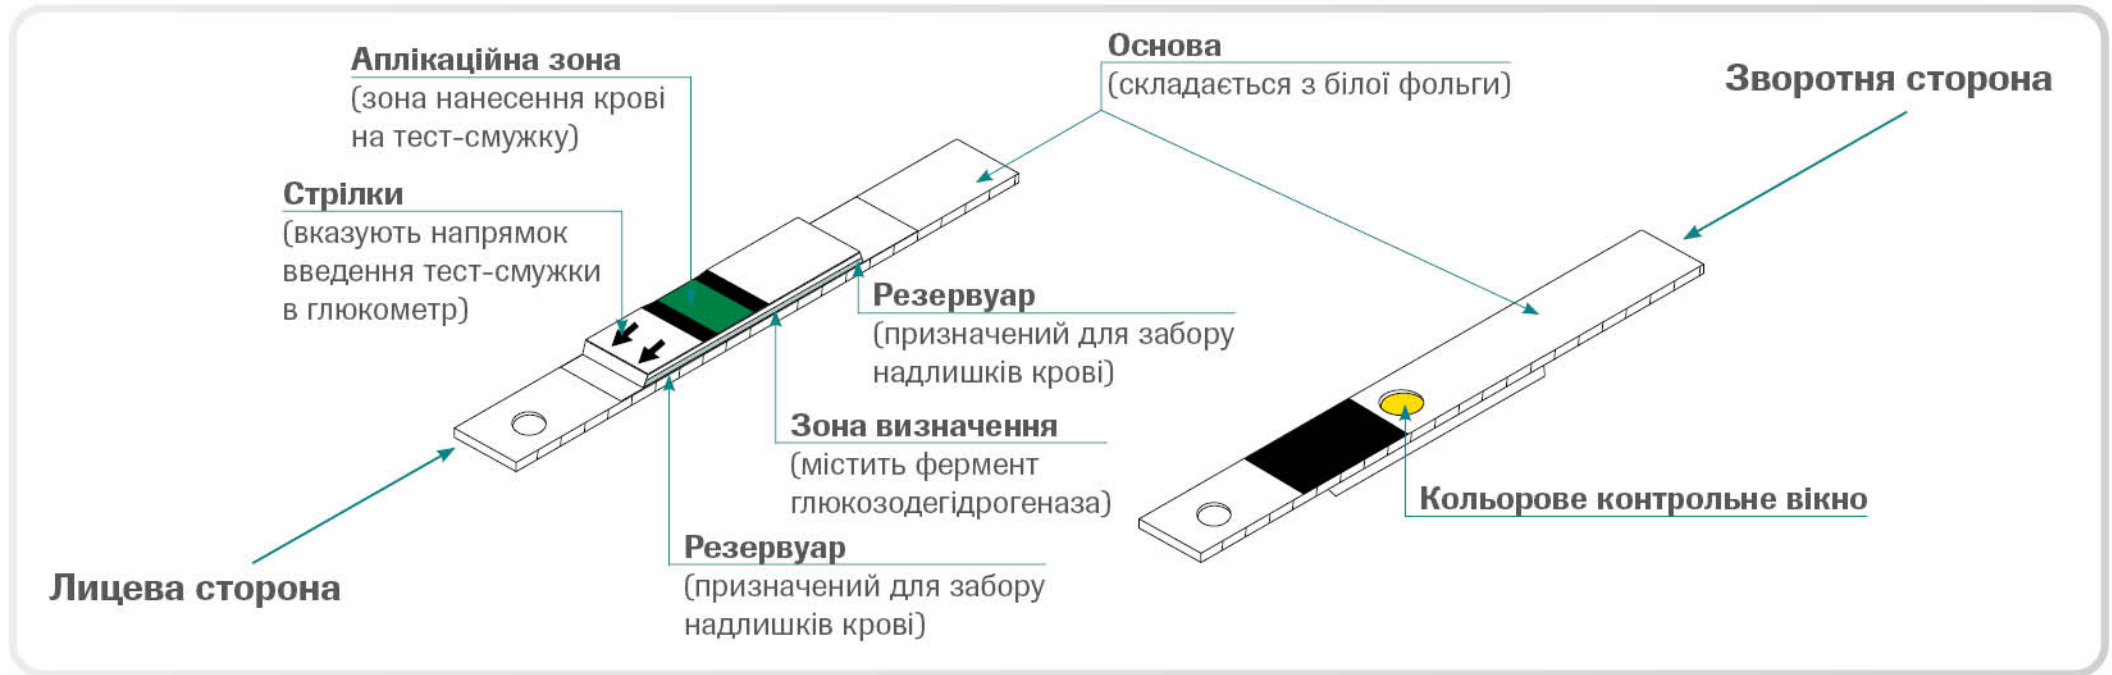 Аплікаційна зона
(зона нанесення крові
на тест-смужку)
Стрілки
(вказують напрямок
введення тест-смужки
в глюкометр)
Лицева сторона
Основа
(складається з білої фольги)
Зворотня сторона
Резервуар
(призначений для забору
надлишків крові)
Зона визначення
(містить фермент
глюкозодегідрогеназа)
Резервуар
(призначений для забору
надлишків крові)
Кольорове контрольне вікно